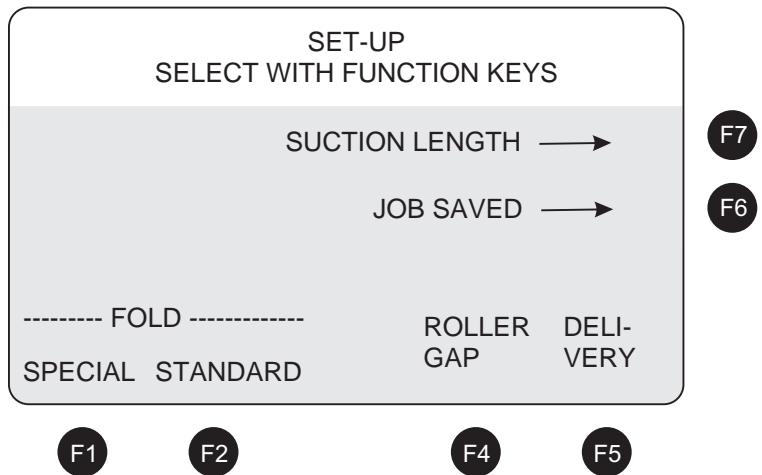 SET-UP
SELECT WITH FUNCTION KEYS
SUCTION LENGTH
F7
JOB SAVED
F6
--------- FOLD -------------
SPECIAL STANDARD
ROLLER
GAP
DELI-
VERY
F1
F2
F4
F5